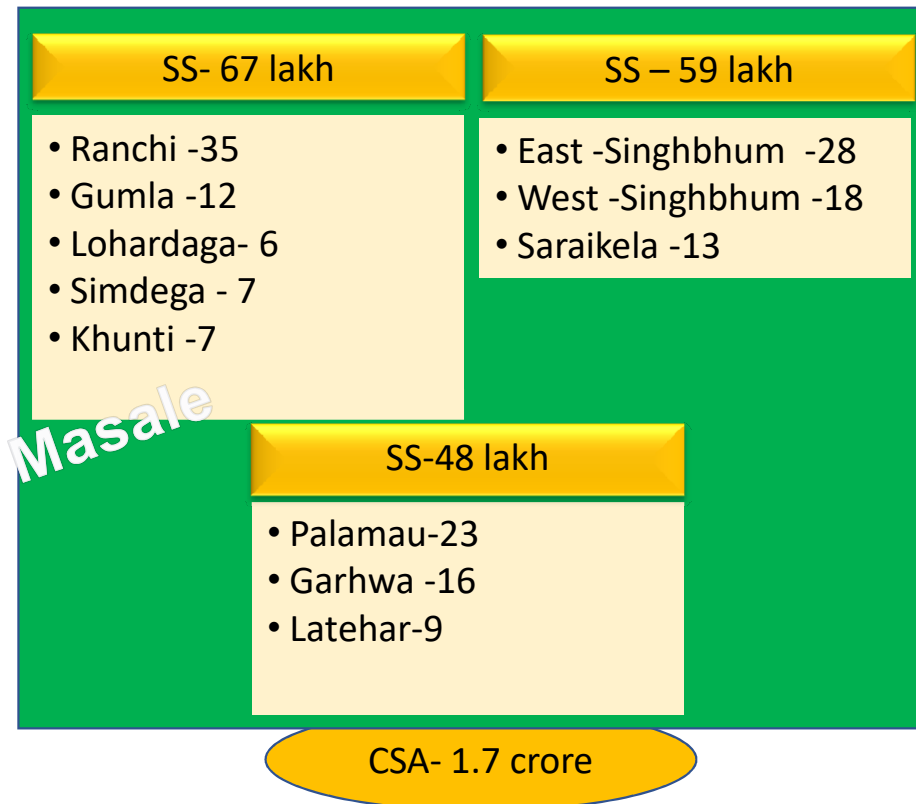 SS- 67 lakh
• Ranchi -35
• Gumla -12
• Lohardaga- 6
• Simdega - 7
• Khunti -7
SS – 59 lakh
• East -Singhbhum -28
• West -Singhbhum -18
• Saraikela -13
Masale
SS-48 lakh
• Palamau-23
• Garhwa -16
• Latehar-9
CSA- 1.7 crore